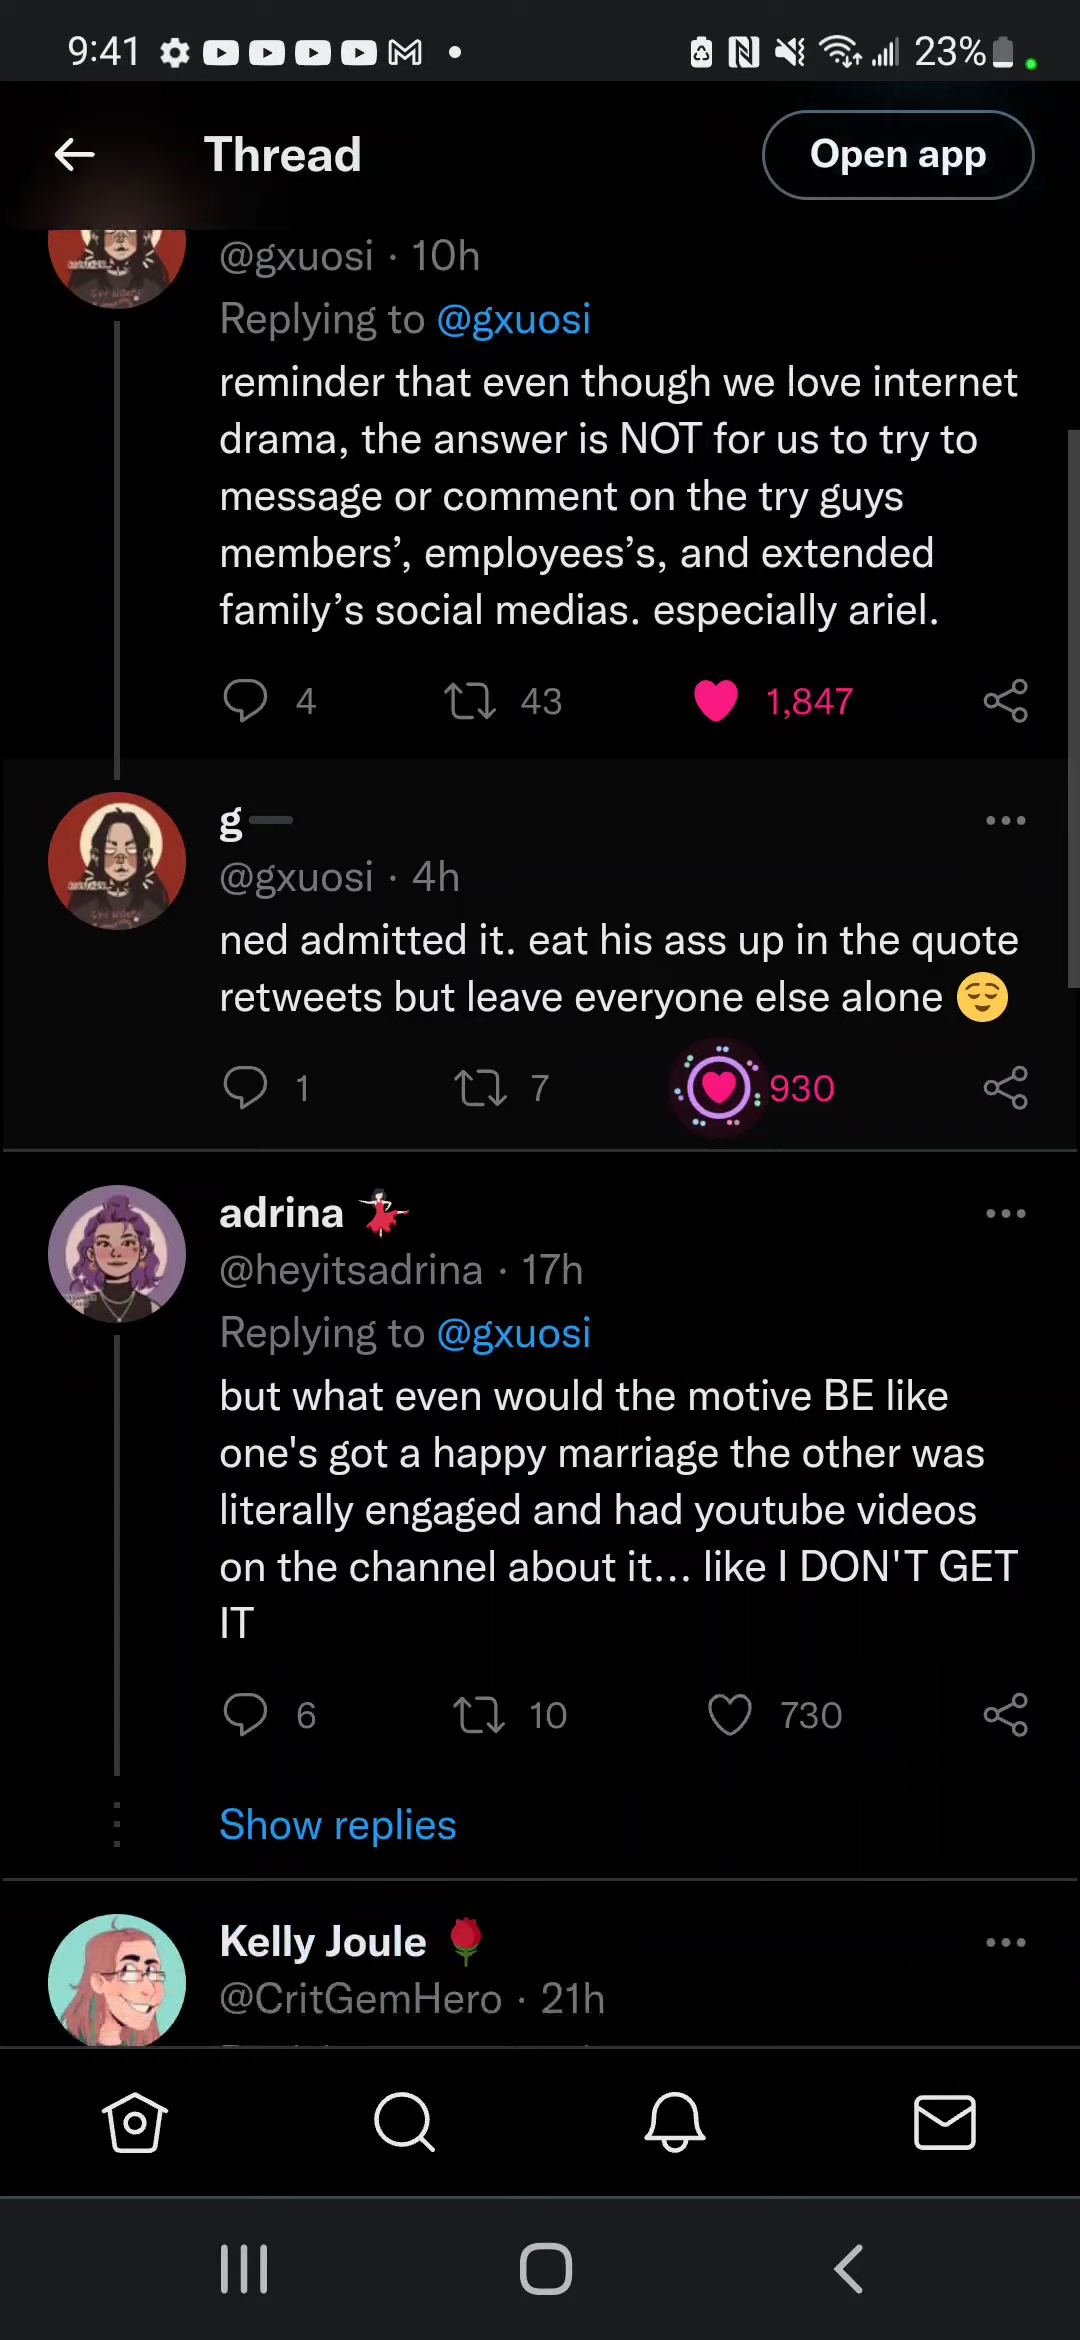 9:41
23%
Thread
Open app
@gxuosi · 10h
Replying to @gxuosi
reminder that even though we love internet
drama, the answer is NOT for us to try to
message or comment on the try guys
members’, employees’s, and extended
family’s social medias. especially ariel.
4 43 1,847
g
@gxuosi · 4h
ned admitted it. eat his ass up in the quote
retweets but leave everyone else alone 😌
1 7 930
adrina 💃
@heyitsadrina · 17h
Replying to @gxuosi
but what even would the motive BE like
one's got a happy marriage the other was
literally engaged and had youtube videos
on the channel about it... like I DON'T GET
IT
6 10 730
Show replies
Kelly Joule 🌹
@CritGemHero · 21h